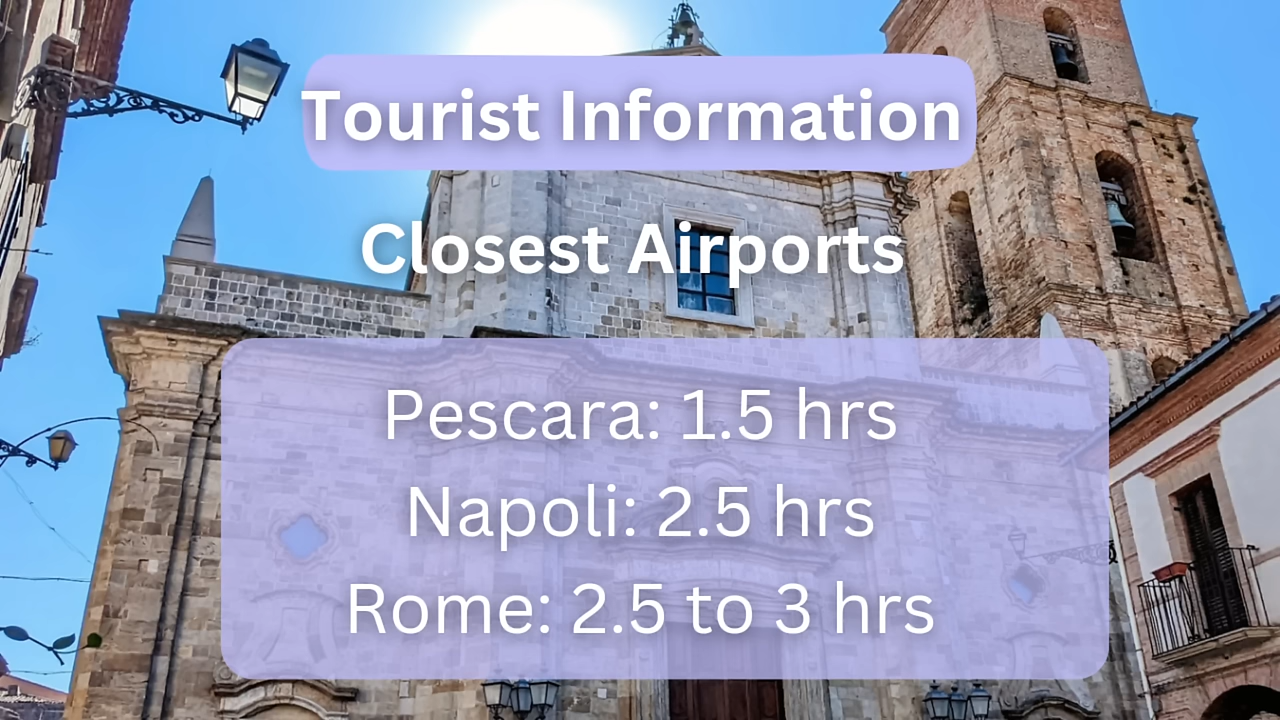 Tourist Information
Closest Airports
Pescara: 1.5 hrs
Napoli: 2.5 hrs
Rome: 2.5 to 3 hrs